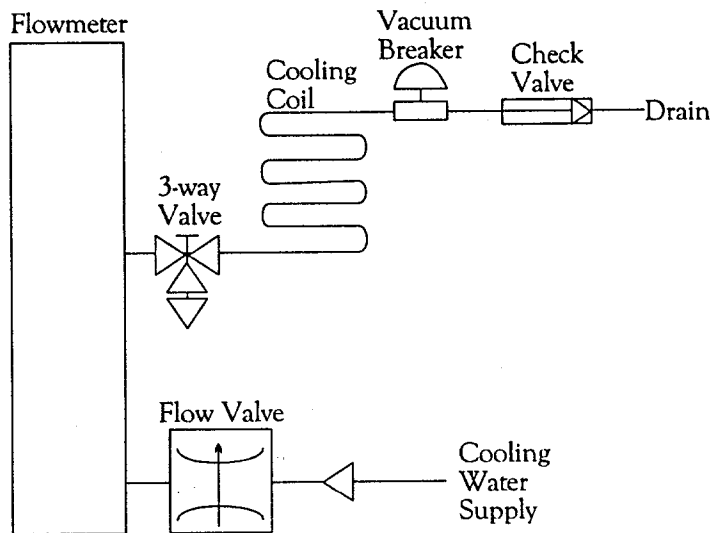 Flowmeter
Vacuum
Breaker
Check
Valve
Cooling
Coil
Drain
3-way
Valve
Flow Valve
Cooling
Water
Supply